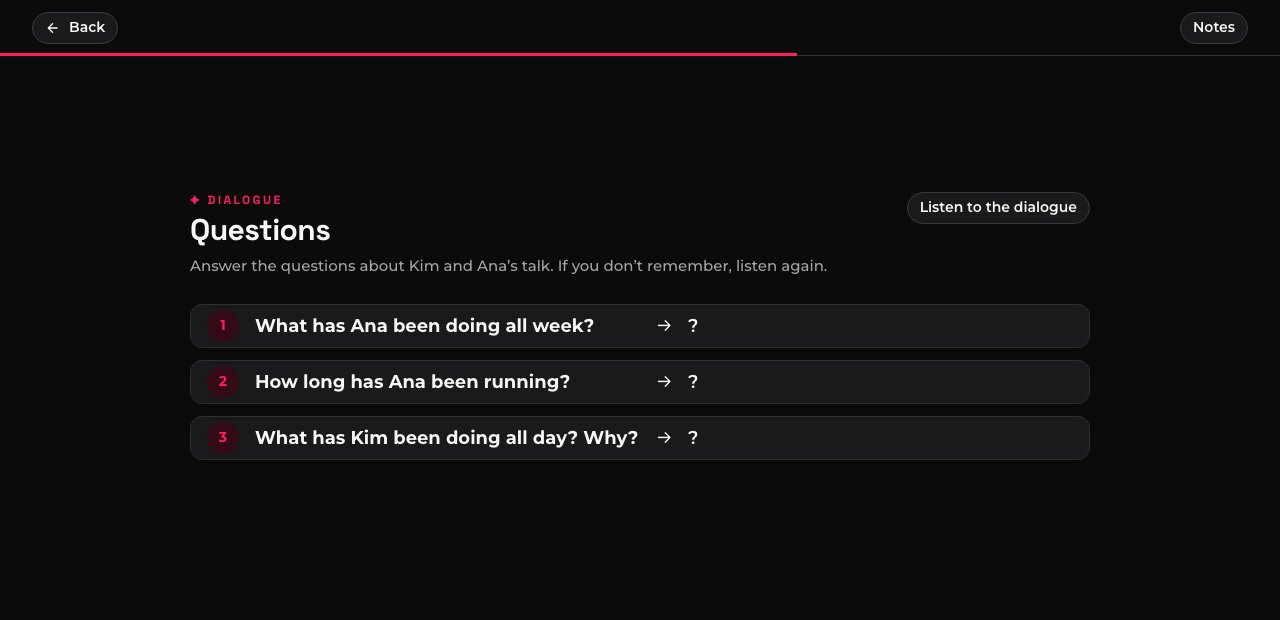 Back
Notes
DIALOGUE
Questions
Listen to the dialogue
Answer the questions about Kim and Ana’s talk. If you don’t remember, listen again.
1 What has Ana been doing all week? → ?
2 How long has Ana been running? → ?
3 What has Kim been doing all day? Why? → ?